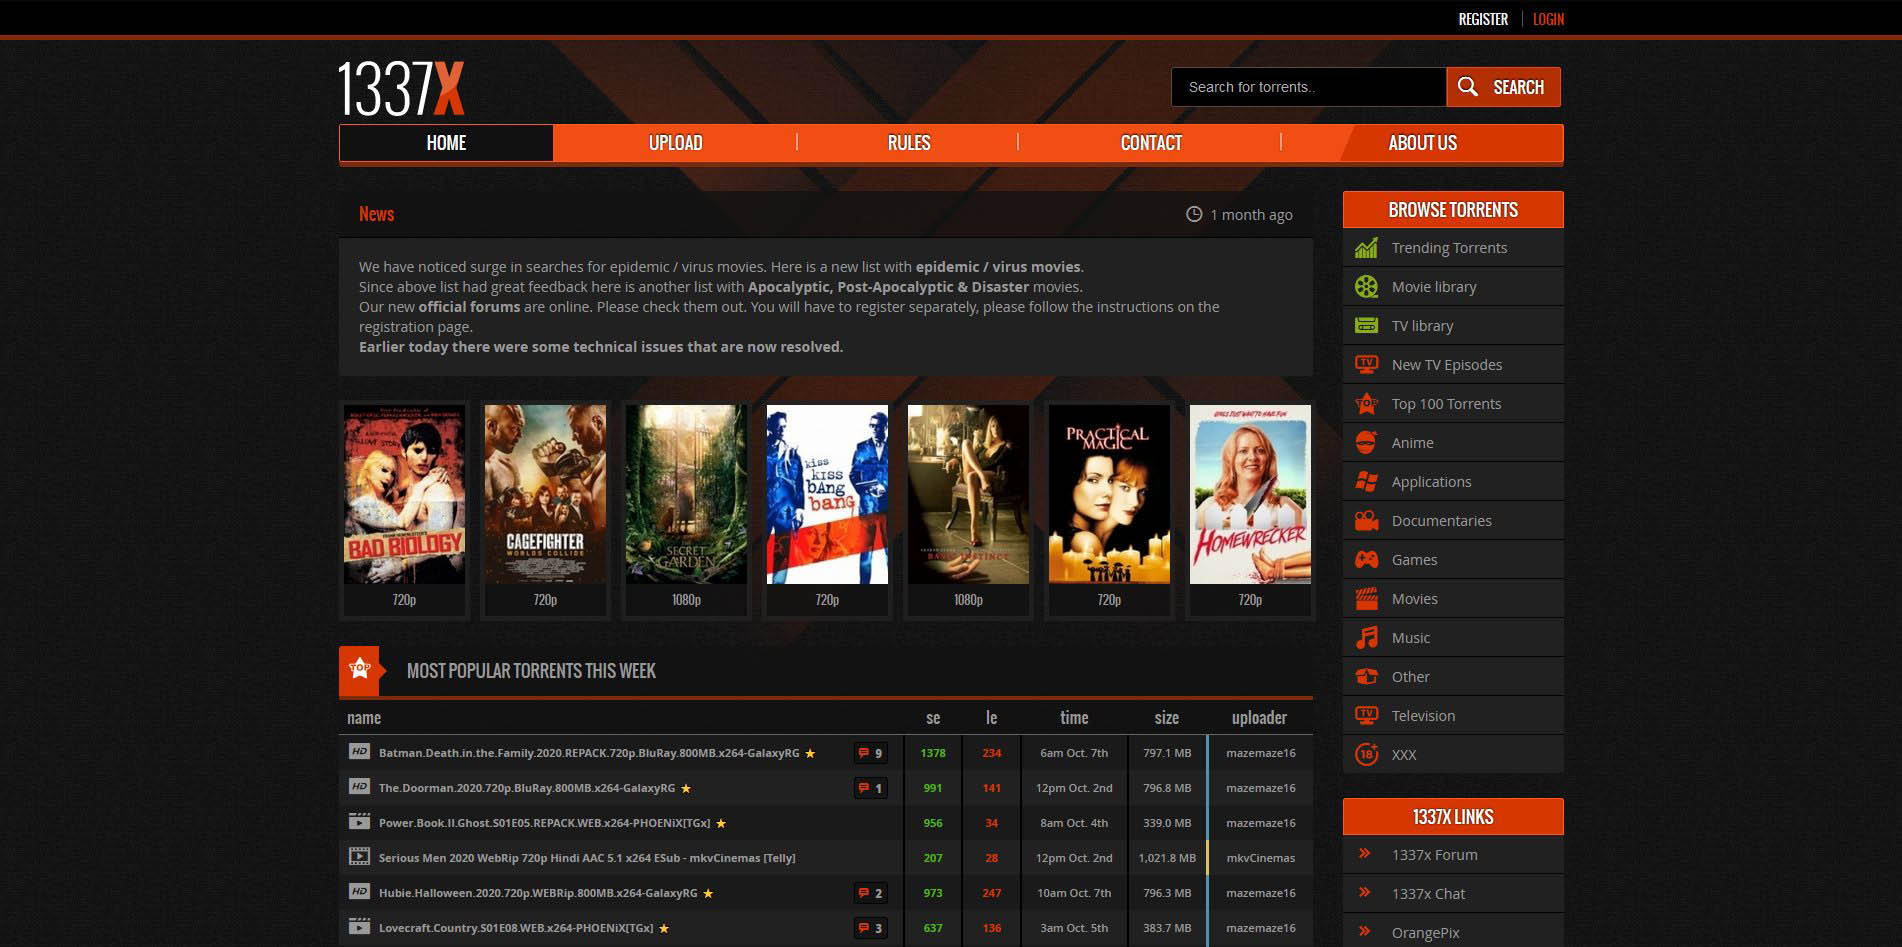 REGISTER
LOGIN
1337X
Search for torrents..
SEARCH
HOME
UPLOAD
RULES
CONTACT
ABOUT US
News
1 month ago
We have noticed surge in searches for epidemic / virus movies. Here is a new list with epidemic / virus movies.
Since above list had great feedback here is another list with Apocalyptic, Post-Apocalyptic & Disaster movies.
Our new official forums are online. Please check them out. You will have to register separately, please follow the instructions on the
registration page.
Earlier today there were some technical issues that are now resolved.
BAD BIOLOGY
720p
CAGEFIGHTER
WORLDS COLLIDE
720p
SECRET
GARDEN
1080p
kiss
kiss
bAng
bang
720p
BASIC INSTINCT
1080p
PRACTICAL
MAGIC
720p
GIRLS JUST WANT TO HAVE FUN
HOMEWRECKER
720p
TOP
MOST POPULAR TORRENTS THIS WEEK
name se le time size uploader
HD Batman.Death.in.the.Family.2020.REPACK.720p.BluRay.800MB.x264-GalaxyRG 9 1378 234 6am Oct. 7th 797.1 MB mazemaze16
HD The.Doorman.2020.720p.BluRay.800MB.x264-GalaxyRG 1 991 141 12pm Oct. 2nd 796.8 MB mazemaze16
Power.Book.II.Ghost.S01E05.REPACK.WEB.x264-PHOENiX[TGx] 956 34 8am Oct. 4th 339.0 MB mazemaze16
Serious Men 2020 WebRip 720p Hindi AAC 5.1 x264 ESub - mkvCinemas [Telly] 207 28 12pm Oct. 2nd 1,021.8 MB mkvCinemas
HD Hubie.Halloween.2020.720p.WEBRip.800MB.x264-GalaxyRG 2 973 247 10am Oct. 7th 796.3 MB mazemaze16
Lovecraft.Country.S01E08.WEB.x264-PHOENiX[TGx] 3 637 136 3am Oct. 5th 383.7 MB mazemaze16
BROWSE TORRENTS
Trending Torrents
Movie library
TV library
TV New TV Episodes
TOP Top 100 Torrents
Anime
Applications
Documentaries
Games
Movies
Music
Other
TV Television
18+ XXX
1337X LINKS
1337x Forum
1337x Chat
OrangePix